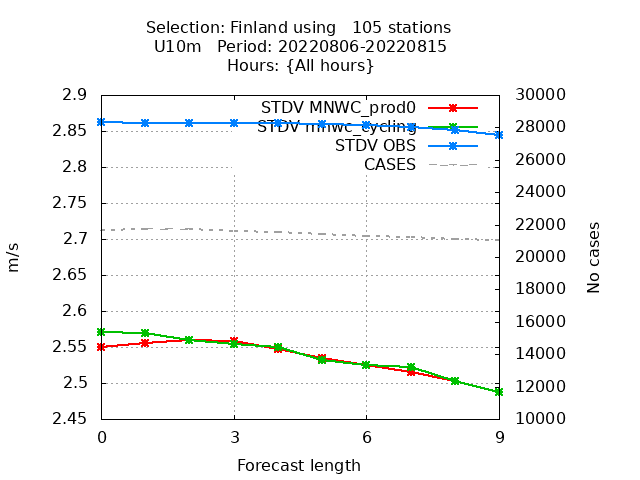 Selection: Finland using   105 stations
U10m   Period: 20220806-20220815
Hours: {All hours}
2.9
2.85
2.8
2.75
2.7
2.65
2.6
2.55
2.5
2.45
m/s
STDV MNWC_prod0
STDV mnwc_cycling
STDV OBS
CASES
30000
28000
26000
24000
22000
20000
18000
16000
14000
12000
10000
No cases
0 3 6 9
Forecast length